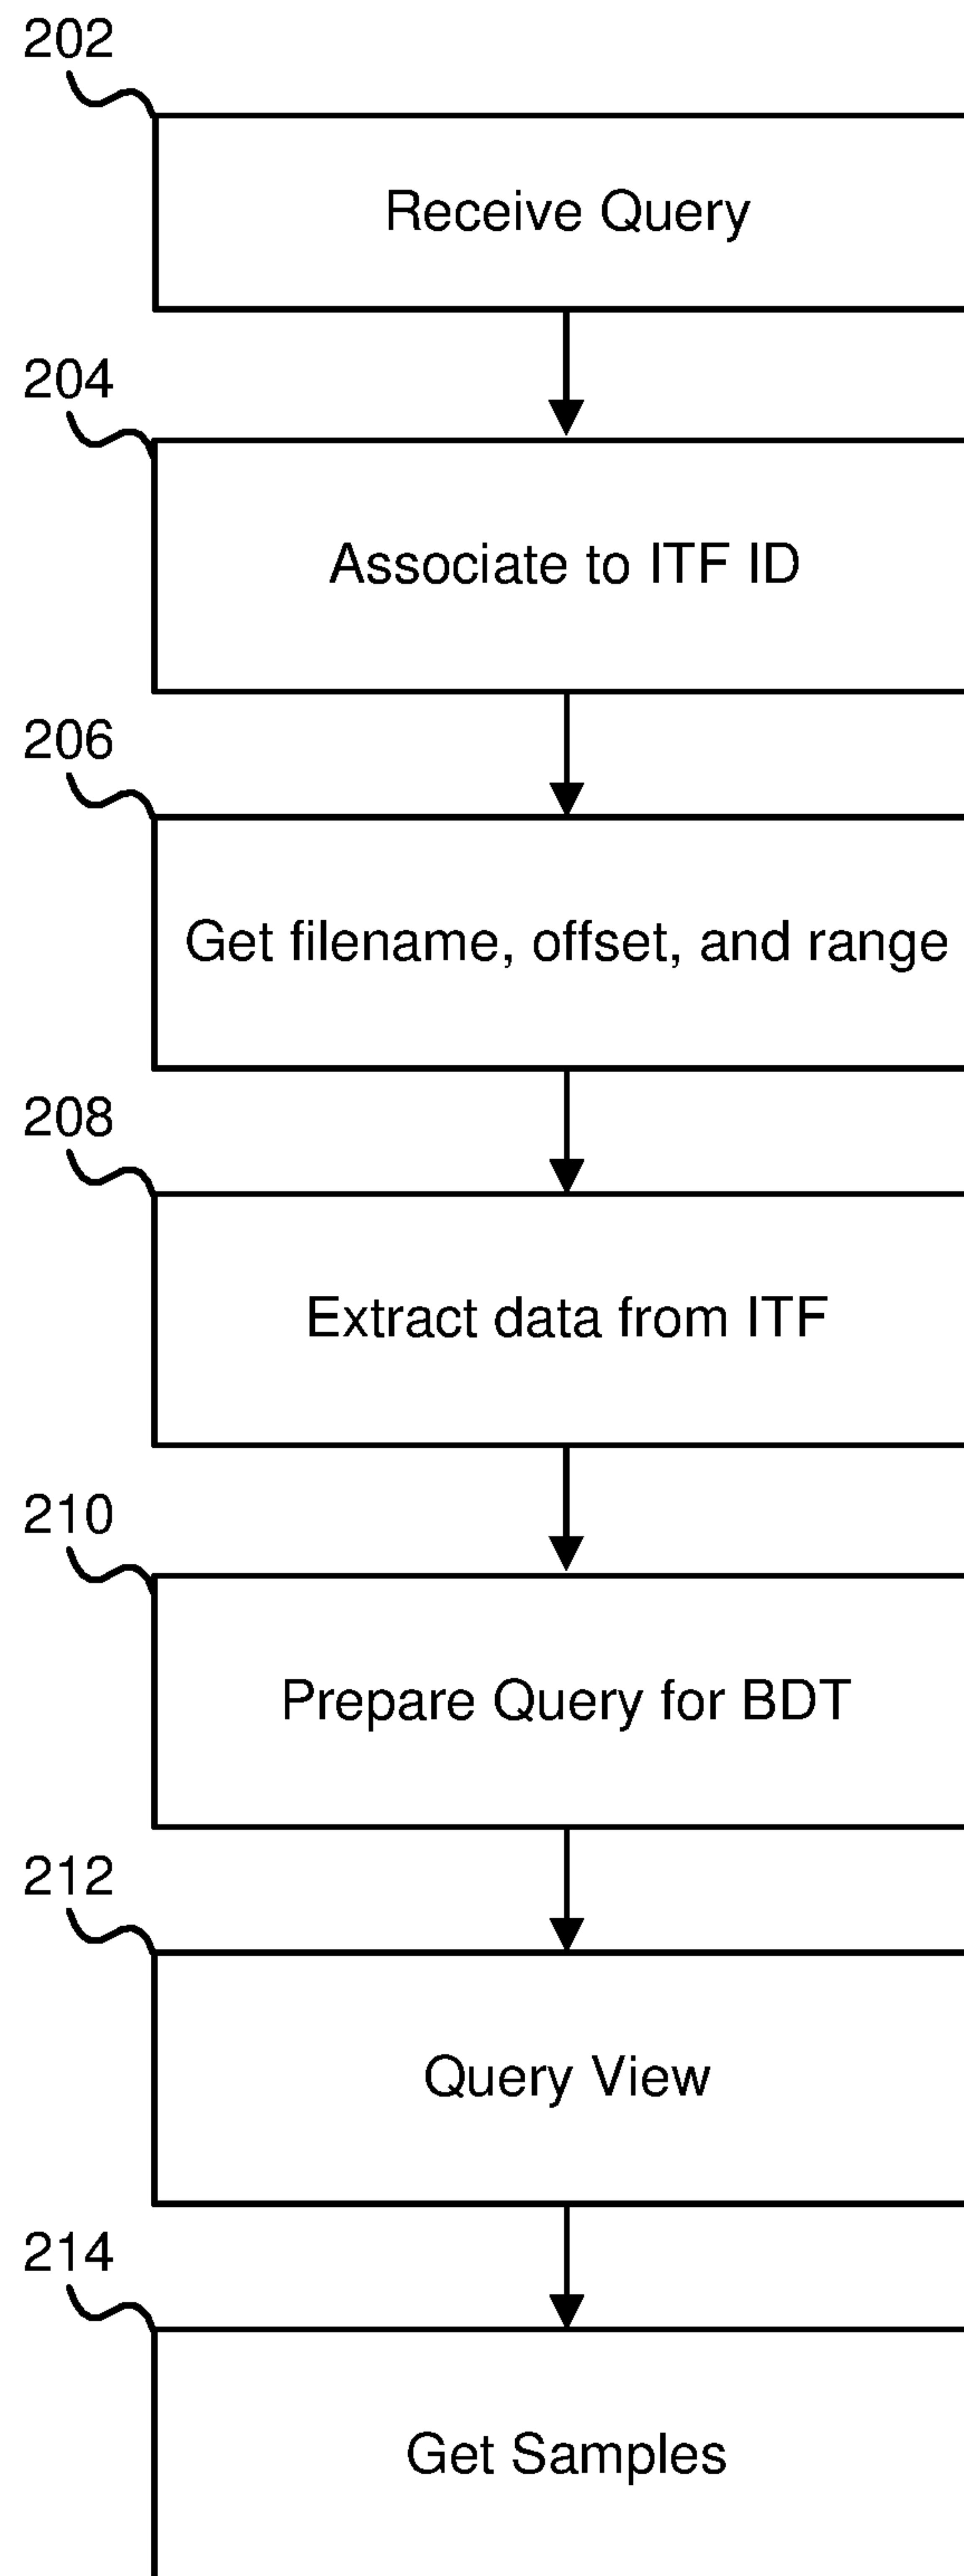 202
Receive Query
204
Associate to ITF ID
206
Get filename, offset, and range
208
Extract data from ITF
210
Prepare Query for BDT
212
Query View
214
Get Samples